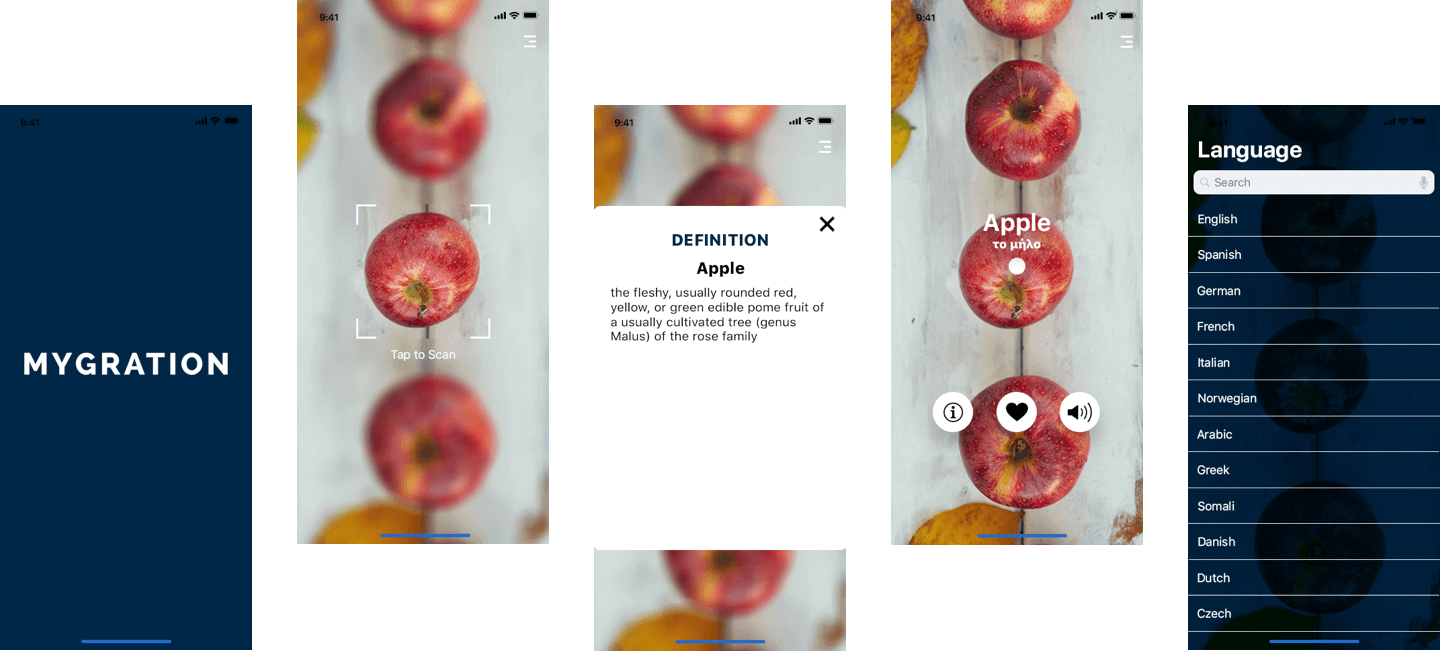 9:41
MYGRATION
9:41
Tap to Scan
9:41
DEFINITION
Apple
the fleshy, usually rounded red,
yellow, or green edible pome fruit of
a usually cultivated tree (genus
Malus) of the rose family
9:41
Apple
το μήλο
9:41
Language
Search
English
Spanish
German
French
Italian
Norwegian
Arabic
Greek
Somali
Danish
Dutch
Czech